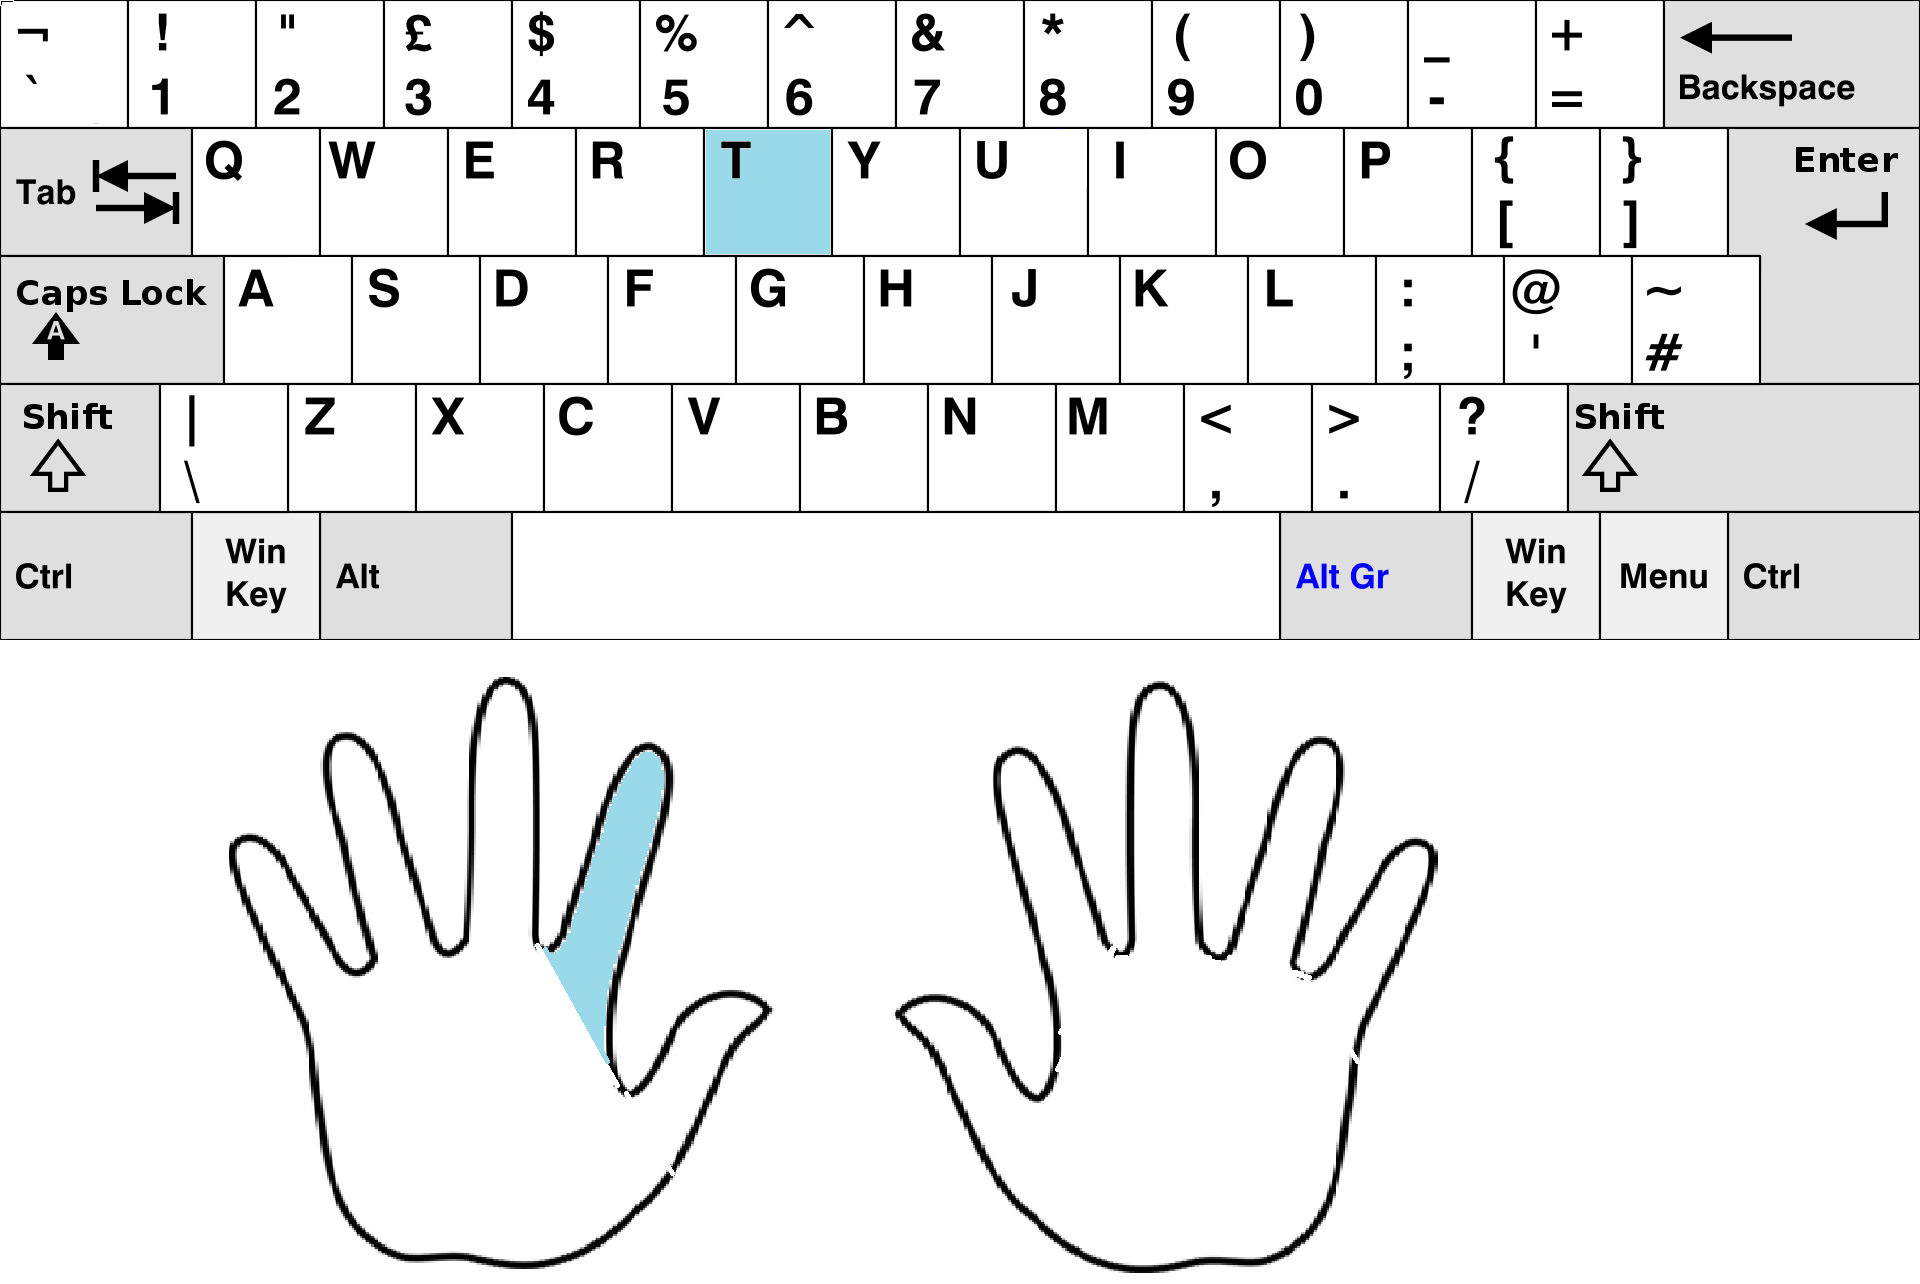 ¬ ! " £ $ % ^ & * ( ) _ +
` 1 2 3 4 5 6 7 8 9 0 - = Backspace
Tab Q W E R T Y U I O P { } Enter
[ ]
Caps Lock A S D F G H J K L : @ ~
A ; ' #
Shift | Z X C V B N M < > ? Shift
\ , . /
Ctrl Win Key Alt Alt Gr Win Key Menu Ctrl